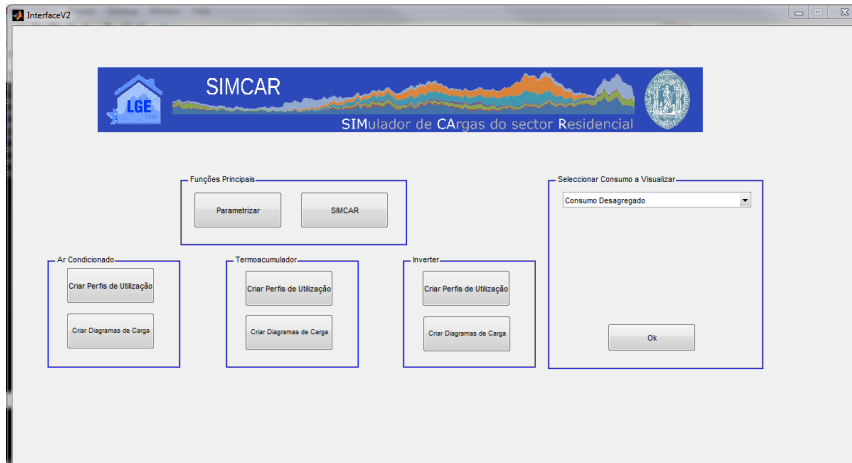 InterfaceV2
LGE
SIMCAR
SIMulador de CArgas do sector Residencial
Funções Principais
Parametrizar
SIMCAR
Seleccionar Consumo a Visualizar
Consumo Desagregado
Ok
Ar Condicionado
Criar Perfis de Utilização
Criar Diagramas de Carga
Termoacumulador
Criar Perfis de Utilização
Criar Diagramas de Carga
Inverter
Criar Perfis de Utilização
Criar Diagramas de Carga